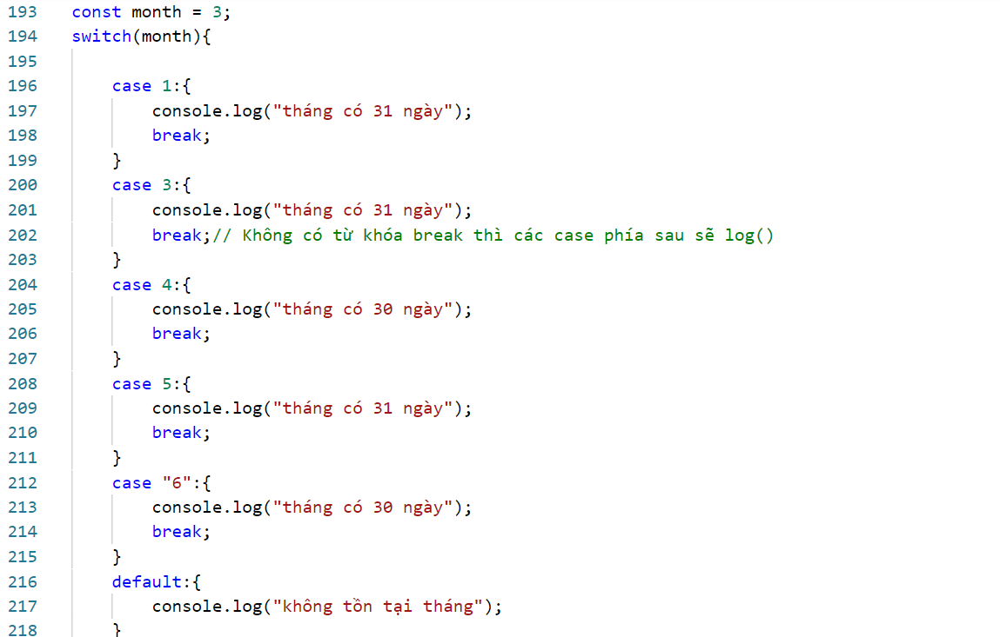 193 const month = 3;
194 switch(month){
195
196     case 1:{
197         console.log("tháng có 31 ngày");
198         break;
199     }
200     case 3:{
201         console.log("tháng có 31 ngày");
202         break;// Không có từ khóa break thì các case phía sau sẽ log()
203     }
204     case 4:{
205         console.log("tháng có 30 ngày");
206         break;
207     }
208     case 5:{
209         console.log("tháng có 31 ngày");
210         break;
211     }
212     case "6":{
213         console.log("tháng có 30 ngày");
214         break;
215     }
216     default:{
217         console.log("không tồn tại tháng");
218     }